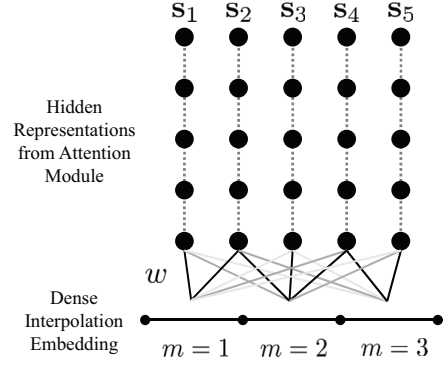 s₁ s₂ s₃ s₄ s₅
Hidden
Representations
from Attention
Module
w
Dense
Interpolation
Embedding
m = 1 m = 2 m = 3